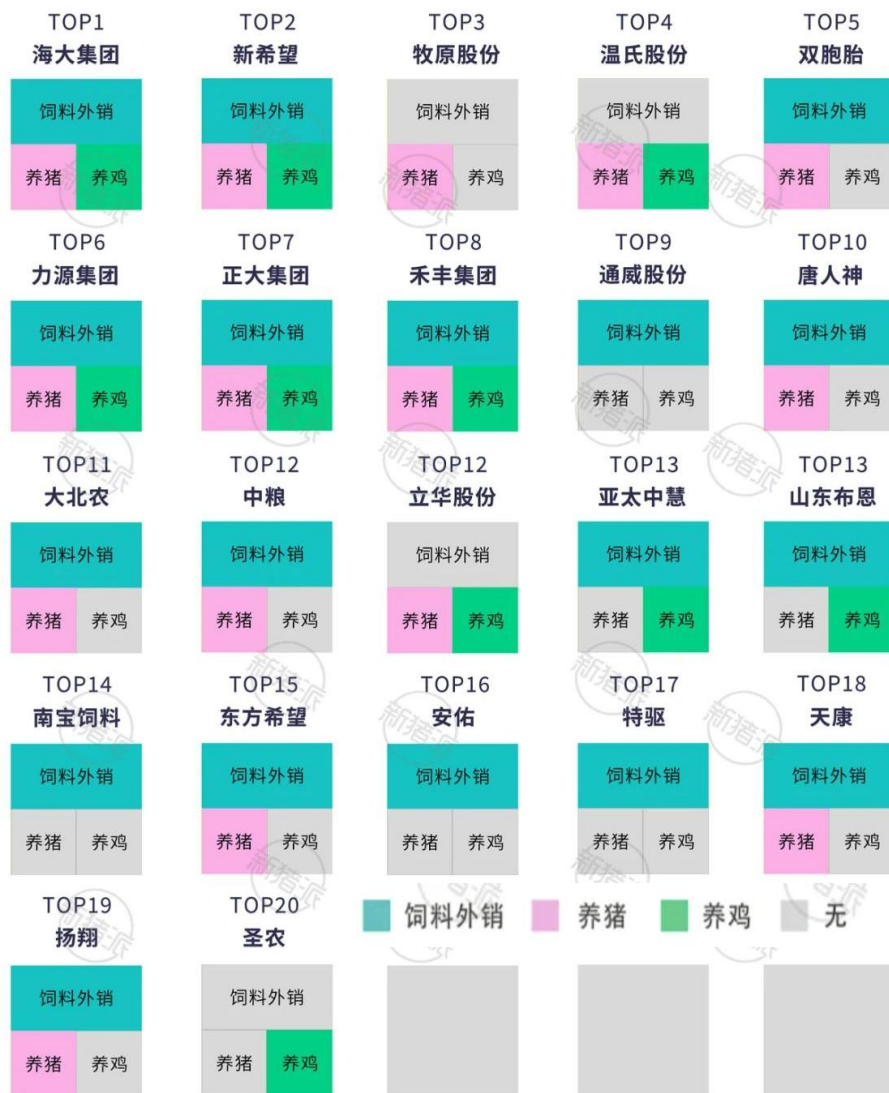 TOP1 TOP2 TOP3 TOP4 TOP5
海大集团 新希望 牧原股份 温氏股份 双胞胎
饲料外销 饲料外销 饲料外销 饲料外销 饲料外销
养猪 养鸡 养猪 养鸡 养猪 养鸡 养猪 养鸡 养猪 养鸡
TOP6 TOP7 TOP8 TOP9 TOP10
力源集团 正大集团 禾丰集团 通威股份 唐人神
饲料外销 饲料外销 饲料外销 饲料外销 饲料外销
养猪 养鸡 养猪 养鸡 养猪 养鸡 养猪 养鸡 养猪 养鸡
TOP11 TOP12 TOP12 TOP13 TOP13
大北农 中粮 立华股份 亚太中慧 山东布恩
饲料外销 饲料外销 饲料外销 饲料外销 饲料外销
养猪 养鸡 养猪 养鸡 养猪 养鸡 养猪 养鸡 养猪 养鸡
TOP14 TOP15 TOP16 TOP17 TOP18
南宝饲料 东方希望 安佑 特驱 天康
饲料外销 饲料外销 饲料外销 饲料外销 饲料外销
养猪 养鸡 养猪 养鸡 养猪 养鸡 养猪 养鸡 养猪 养鸡
TOP19 TOP20
扬翔 圣农
饲料外销 养猪 养鸡 无
饲料外销 饲料外销
养猪 养鸡 养猪 养鸡
新猪派